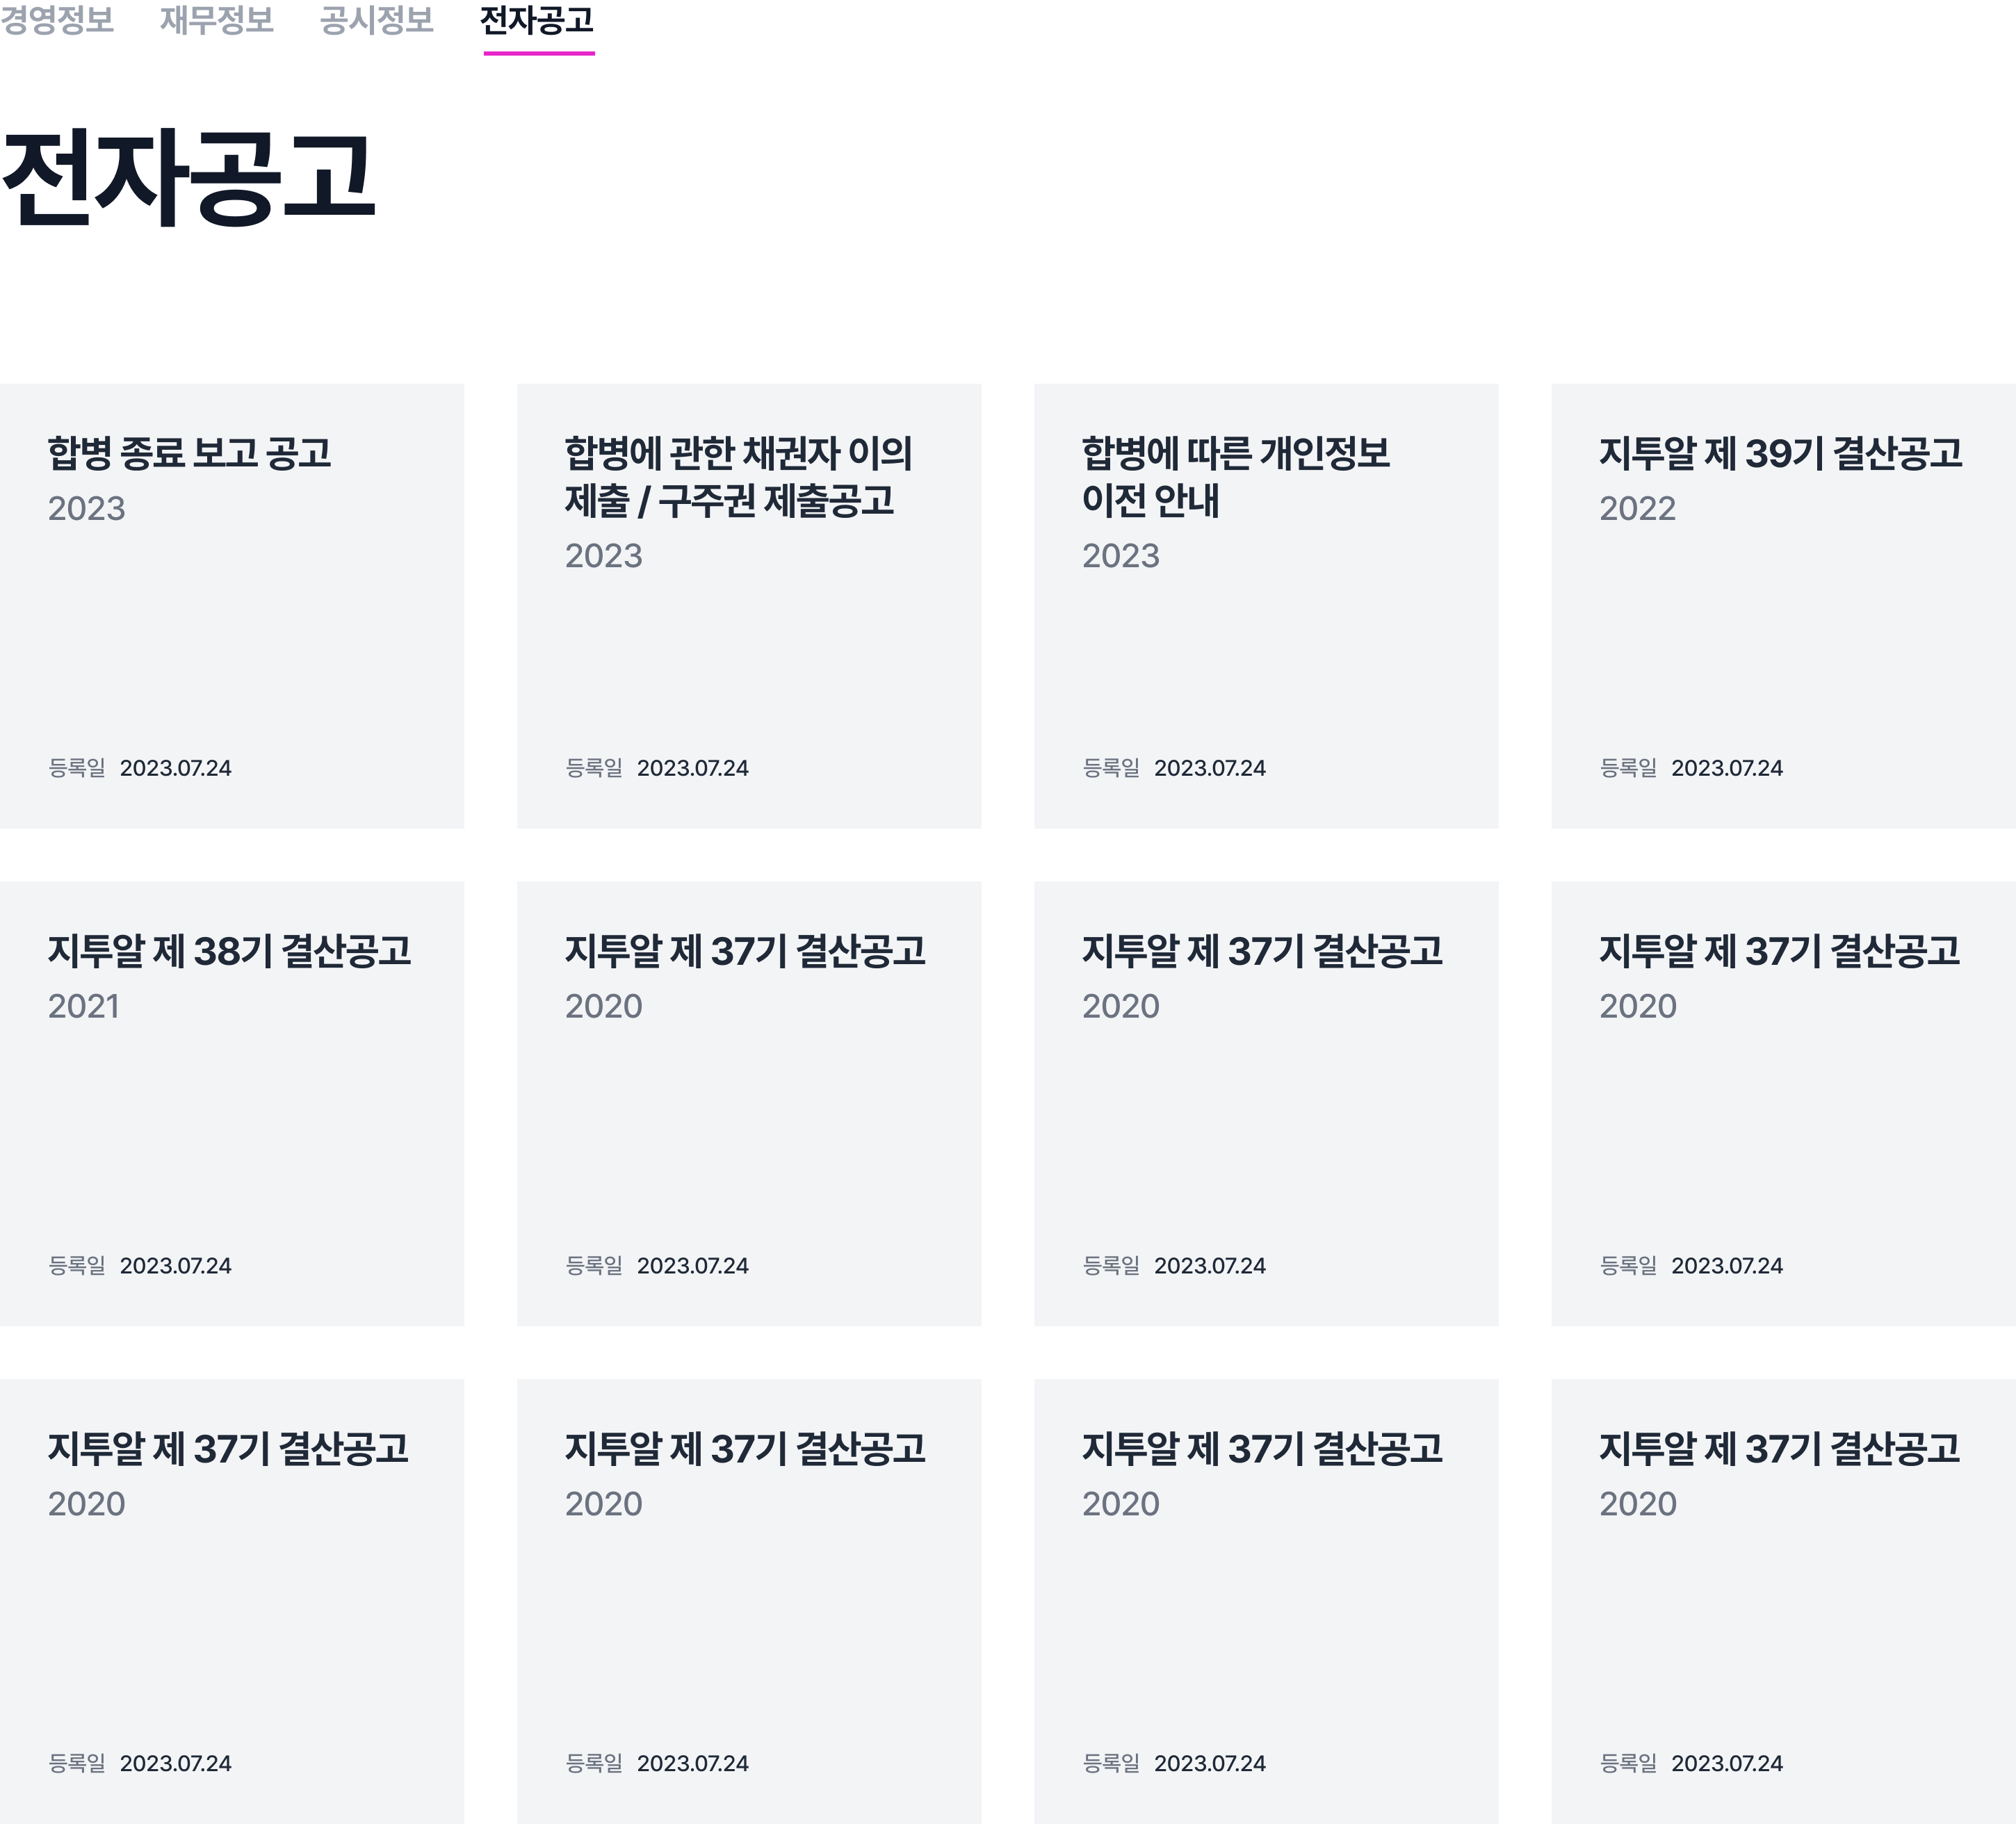 경영정보 재무정보 공시정보 전자공고
전자공고
합병 종료 보고 공고
2023
등록일 2023.07.24
합병에 관한 채권자 이의
제출 / 구주권 제출공고
2023
등록일 2023.07.24
합병에 따른 개인정보
이전 안내
2023
등록일 2023.07.24
지투알 제 39기 결산공고
2022
등록일 2023.07.24
지투알 제 38기 결산공고
2021
등록일 2023.07.24
지투알 제 37기 결산공고
2020
등록일 2023.07.24
지투알 제 37기 결산공고
2020
등록일 2023.07.24
지투알 제 37기 결산공고
2020
등록일 2023.07.24
지투알 제 37기 결산공고
2020
등록일 2023.07.24
지투알 제 37기 결산공고
2020
등록일 2023.07.24
지투알 제 37기 결산공고
2020
등록일 2023.07.24
지투알 제 37기 결산공고
2020
등록일 2023.07.24